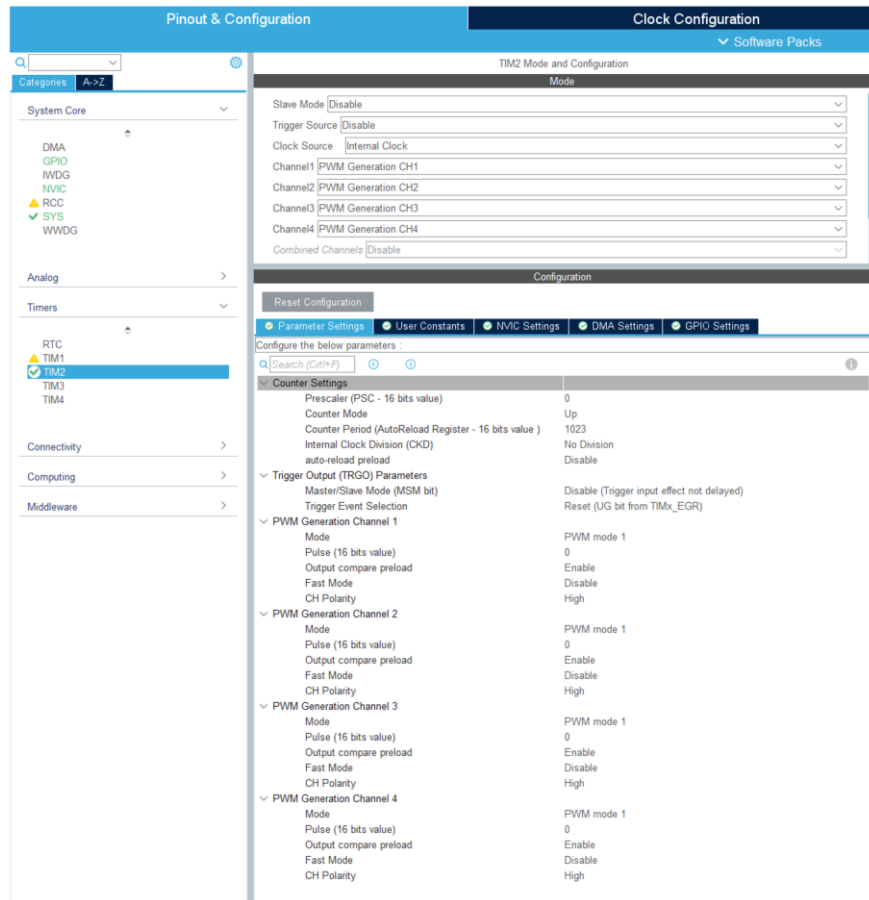 Pinout & Configuration
Clock Configuration
Software Packs
Categories
A->Z
System Core
DMA
GPIO
IWDG
NVIC
RCC
SYS
WWDG
Analog
Timers
RTC
TIM1
TIM2
TIM3
TIM4
Connectivity
Computing
Middleware
TIM2 Mode and Configuration
Mode
Slave Mode Disable
Trigger Source Disable
Clock Source Internal Clock
Channel1 PWM Generation CH1
Channel2 PWM Generation CH2
Channel3 PWM Generation CH3
Channel4 PWM Generation CH4
Combined Channels Disable
Configuration
Reset Configuration
Parameter Settings
User Constants
NVIC Settings
DMA Settings
GPIO Settings
Configure the below parameters :
Search (Crtl+F)
Counter Settings
Prescaler (PSC - 16 bits value) 0
Counter Mode Up
Counter Period (AutoReload Register - 16 bits value ) 1023
Internal Clock Division (CKD) No Division
auto-reload preload Disable
Trigger Output (TRGO) Parameters
Master/Slave Mode (MSM bit) Disable (Trigger input effect not delayed)
Trigger Event Selection Reset (UG bit from TIMx_EGR)
PWM Generation Channel 1
Mode PWM mode 1
Pulse (16 bits value) 0
Output compare preload Enable
Fast Mode Disable
CH Polarity High
PWM Generation Channel 2
Mode PWM mode 1
Pulse (16 bits value) 0
Output compare preload Enable
Fast Mode Disable
CH Polarity High
PWM Generation Channel 3
Mode PWM mode 1
Pulse (16 bits value) 0
Output compare preload Enable
Fast Mode Disable
CH Polarity High
PWM Generation Channel 4
Mode PWM mode 1
Pulse (16 bits value) 0
Output compare preload Enable
Fast Mode Disable
CH Polarity High